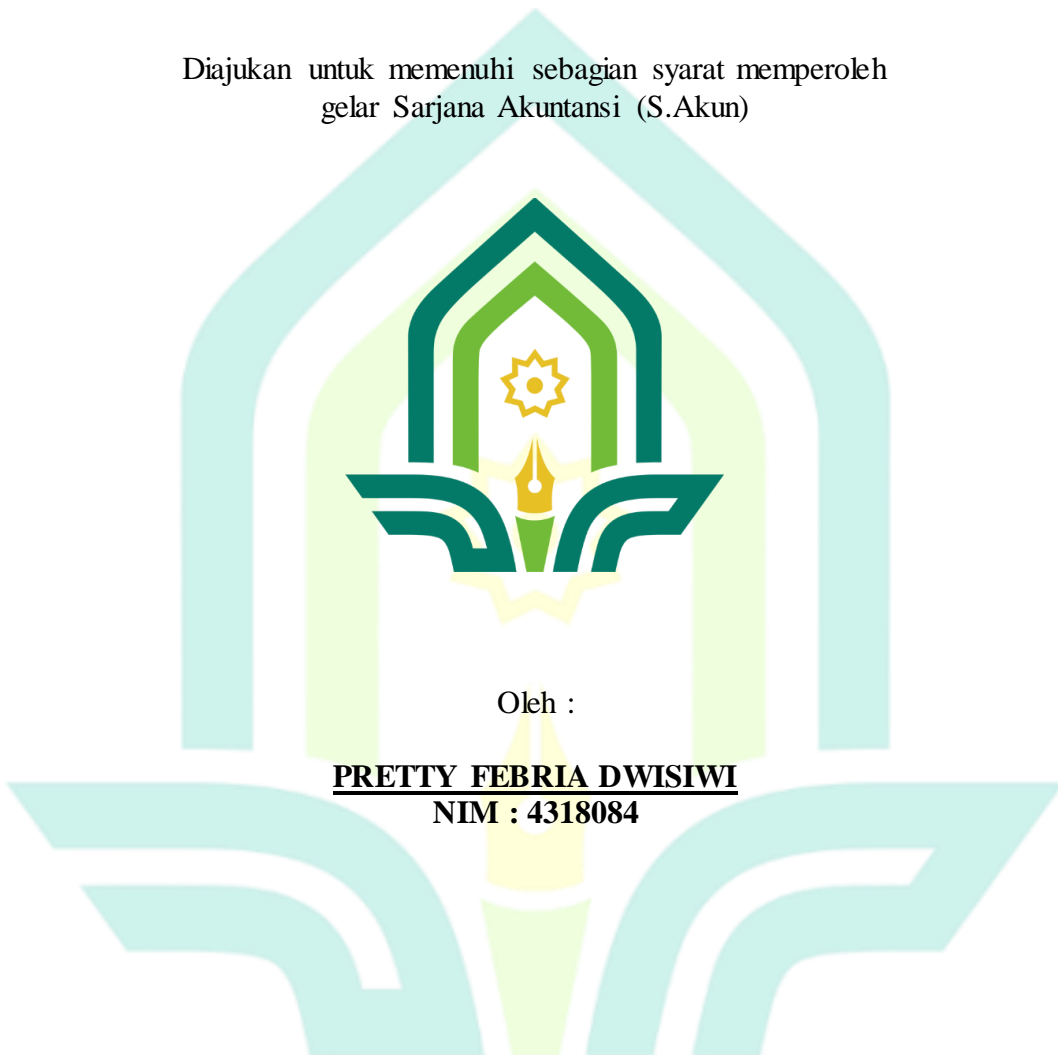 Diajukan untuk memenuhi sebagian syarat memperoleh
gelar Sarjana Akuntansi (S.Akun)
Oleh :
PRETTY FEBRIA DWISIWI
NIM : 4318084